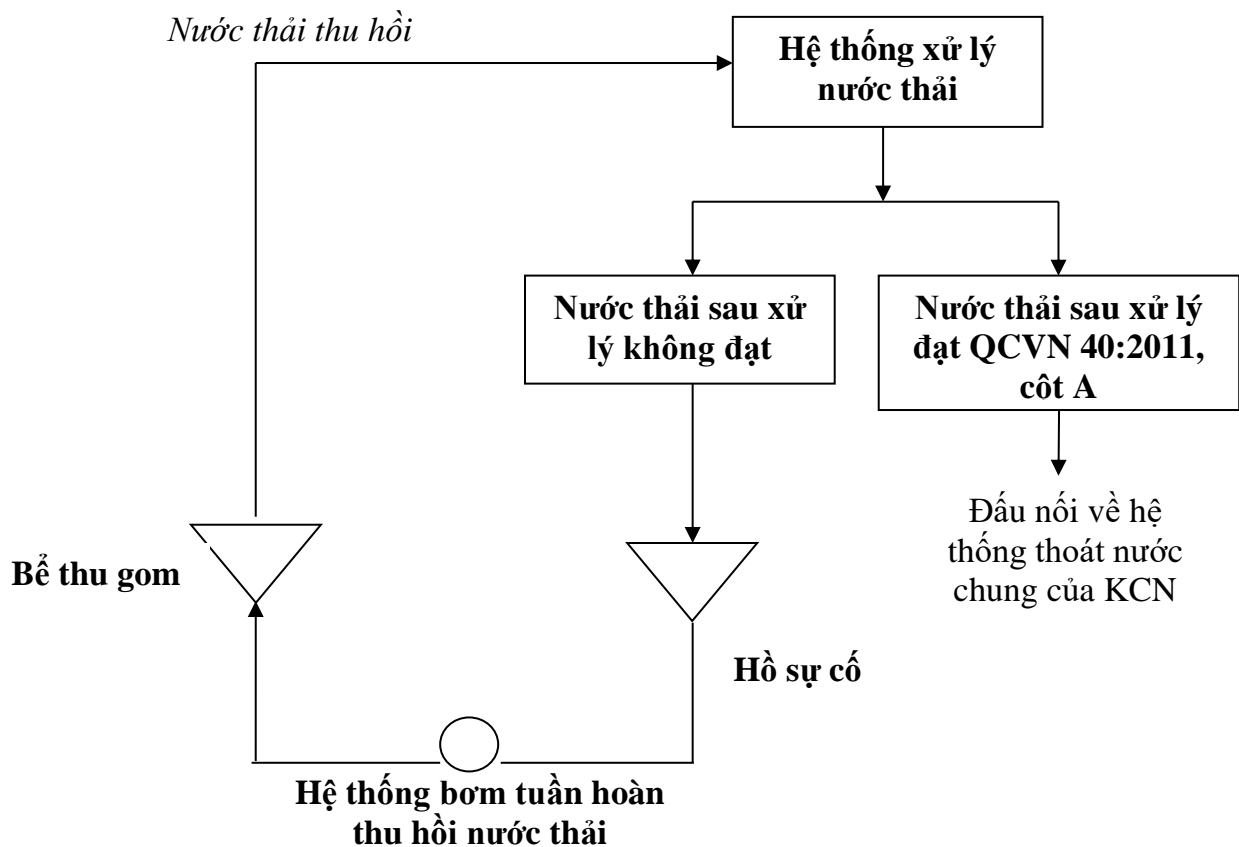 Nước thải thu hồi
Hệ thống xử lý
nước thải
Nước thải sau xử
lý không đạt
Nước thải sau xử lý
đạt QCVN 40:2011,
côt A
Đấu nối về hệ
thống thoát nước
chung của KCN
Bể thu gom
Hồ sự cố
Hệ thống bơm tuần hoàn
thu hồi nước thải